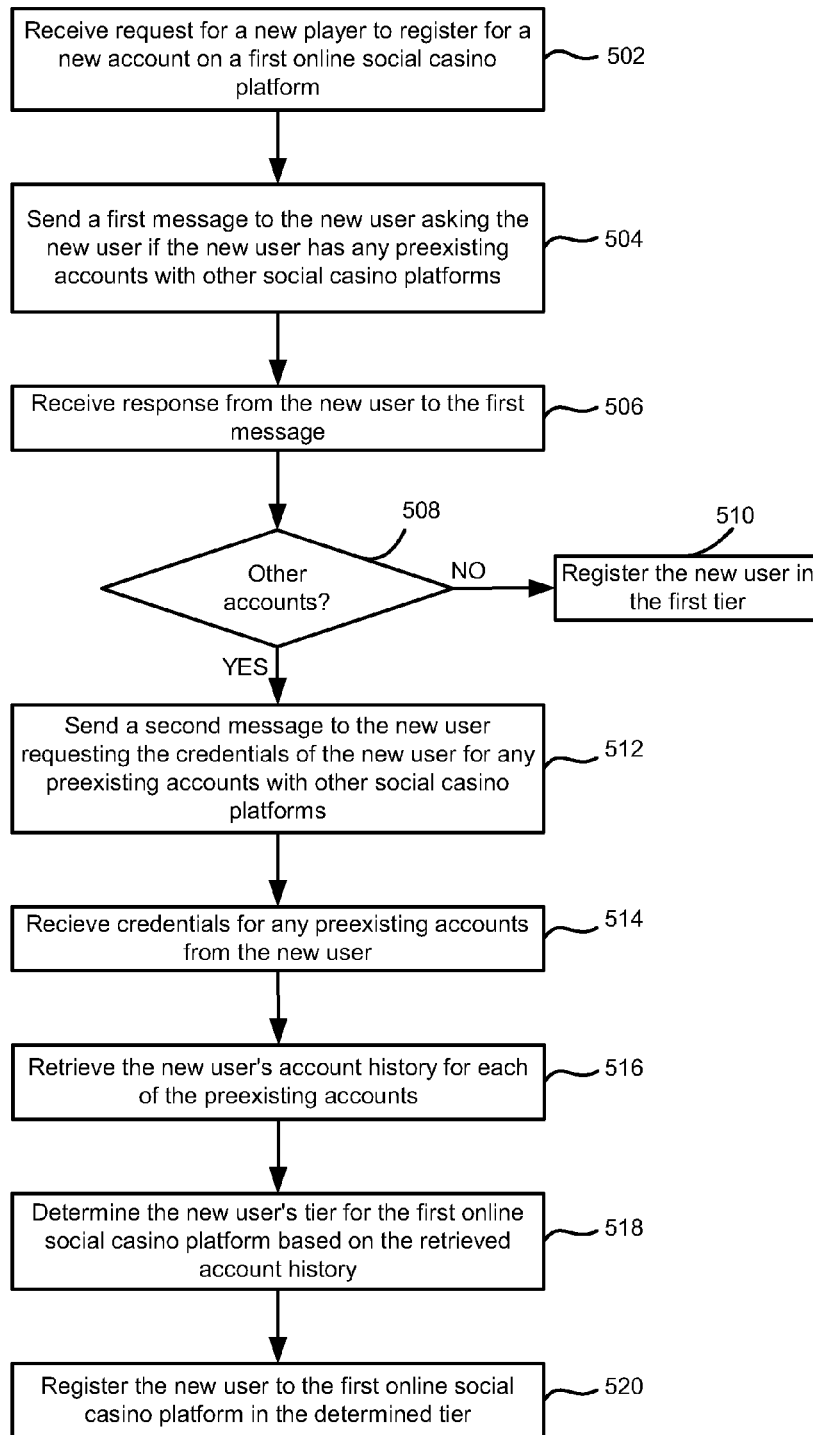 Receive request for a new player to register for a
new account on a first online social casino
platform
502
Send a first message to the new user asking the
new user if the new user has any preexisting
accounts with other social casino platforms
504
Receive response from the new user to the first
message
506
508
Other
accounts?
NO
510
Register the new user in
the first tier
YES
Send a second message to the new user
requesting the credentials of the new user for any
preexisting accounts with other social casino
platforms
512
Recieve credentials for any preexisting accounts
from the new user
514
Retrieve the new user's account history for each
of the preexisting accounts
516
Determine the new user's tier for the first online
social casino platform based on the retrieved
account history
518
Register the new user to the first online social
casino platform in the determined tier
520